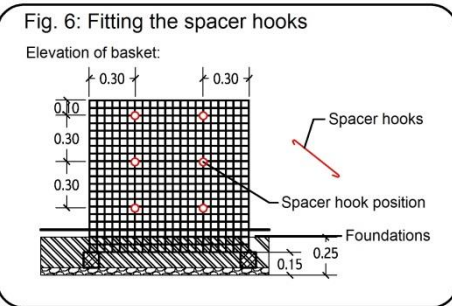 Fig. 6: Fitting the spacer hooks
Elevation of basket:
0.30
0.30
0.10
0.30
0.30
Spacer hooks
Spacer hook position
Foundations
0.25
0.15